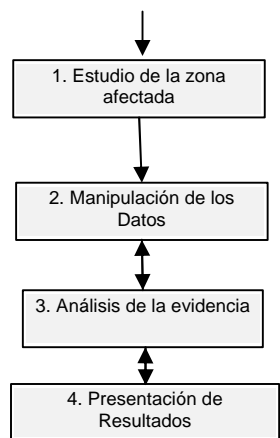 1. Estudio de la zona
afectada
2. Manipulación de los
Datos
3. Análisis de la evidencia
4. Presentación de
Resultados